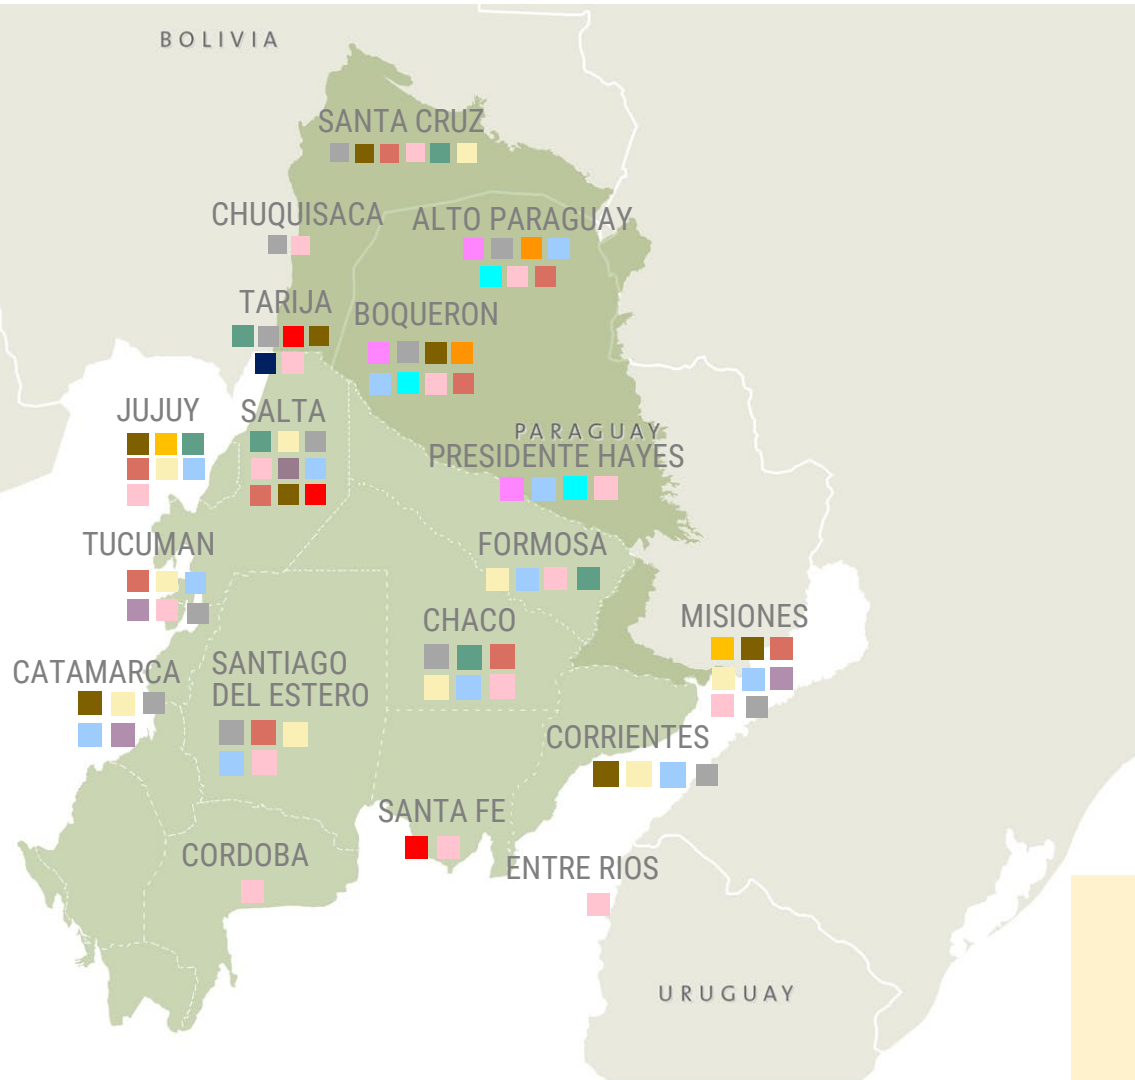 BOLIVIA
SANTA CRUZ
CHUQUISACA
ALTO PARAGUAY
TARIJA
BOQUERON
JUJUY
SALTA
PARAGUAY
PRESIDENTE HAYES
TUCUMAN
FORMOSA
CHACO
MISIONES
CATAMARCA
SANTIAGO
DEL ESTERO
CORRIENTES
SANTA FE
CORDOBA
ENTRE RIOS
URUGUAY